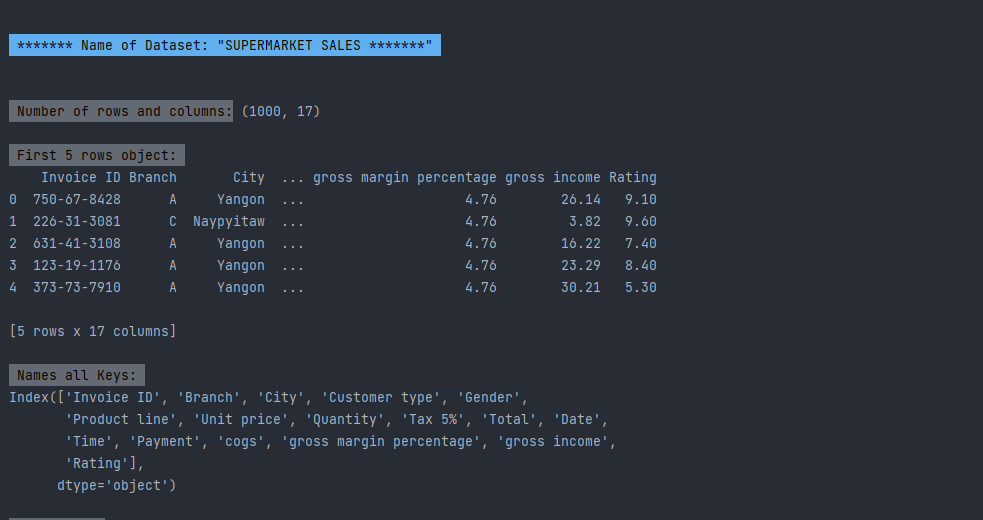 ******* Name of Dataset: "SUPERMARKET SALES *******"
Number of rows and columns: (1000, 17)
First 5 rows object:
    Invoice ID Branch       City  ... gross margin percentage gross income Rating
0  750-67-8428      A     Yangon  ...                    4.76        26.14   9.10
1  226-31-3081      C  Naypyitaw  ...                    4.76         3.82   9.60
2  631-41-3108      A     Yangon  ...                    4.76        16.22   7.40
3  123-19-1176      A     Yangon  ...                    4.76        23.29   8.40
4  373-73-7910      A     Yangon  ...                    4.76        30.21   5.30
[5 rows x 17 columns]
Names all Keys:
Index(['Invoice ID', 'Branch', 'City', 'Customer type', 'Gender',
       'Product line', 'Unit price', 'Quantity', 'Tax 5%', 'Total', 'Date',
       'Time', 'Payment', 'cogs', 'gross margin percentage', 'gross income',
       'Rating'],
      dtype='object')